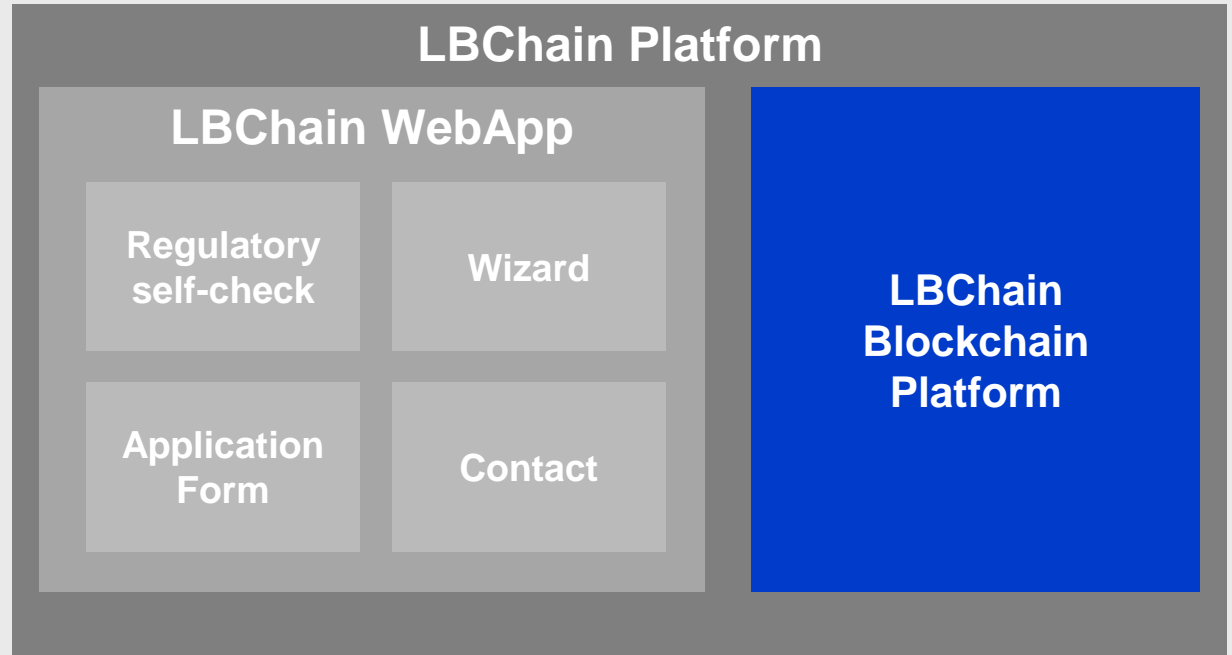 LBChain Platform
LBChain WebApp
Regulatory
self-check
Wizard
Application
Form
Contact
LBChain
Blockchain
Platform